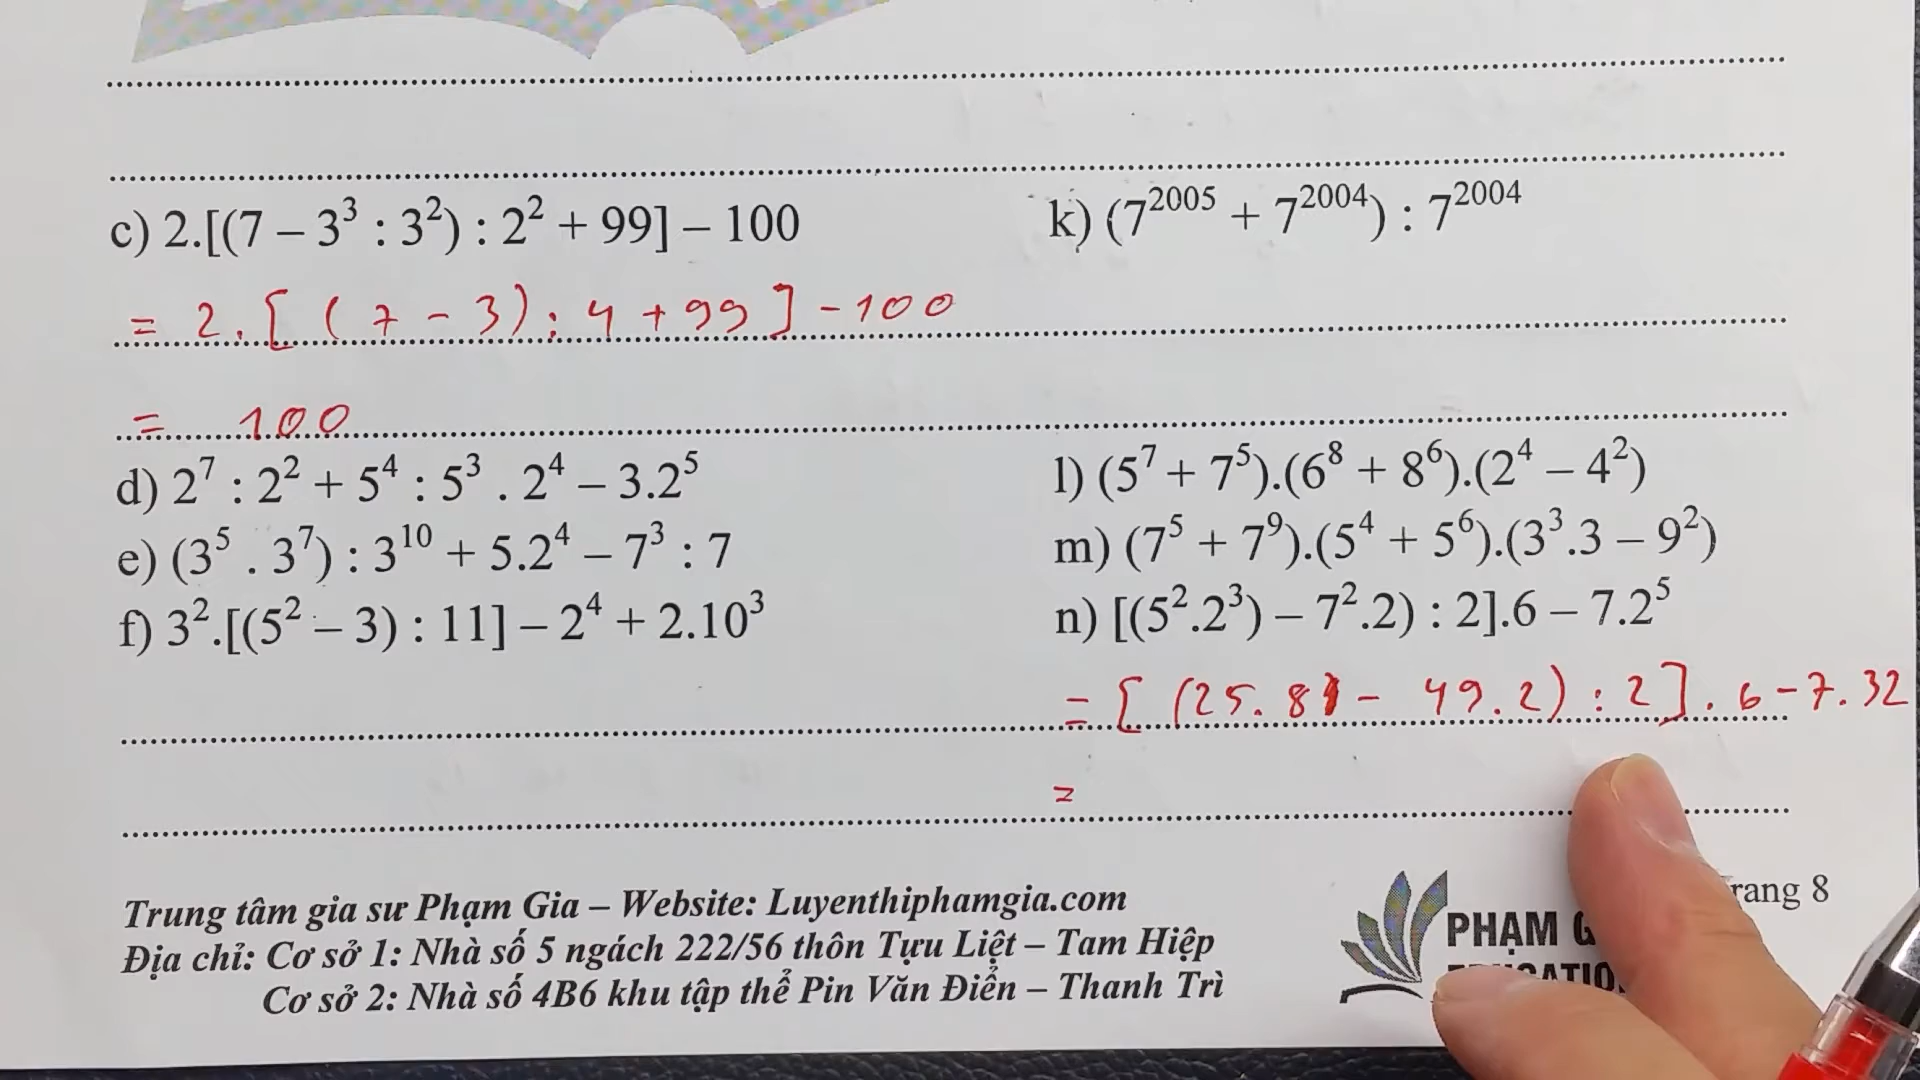 c) 2.[(7 – 3³ : 3²) : 2² + 99] – 100
= 2.[(7 - 3) : 4 + 99] - 100
= 100
k) (7²⁰⁰⁵ + 7²⁰⁰⁴) : 7²⁰⁰⁴
d) 2⁷ : 2² + 5⁴ : 5³ . 2⁴ – 3.2⁵
e) (3⁵ . 3⁷) : 3¹⁰ + 5.2⁴ – 7³ : 7
f) 3².[(5² – 3) : 11] – 2⁴ + 2.10³
l) (5⁷ + 7⁵).(6⁸ + 8⁶).(2⁴ – 4²)
m) (7⁵ + 7⁹).(5⁴ + 5⁶).(3³.3 – 9²)
n) [(5².2³) – 7².2) : 2].6 – 7.2⁵
= [(25.8 - 49.2) : 2] . 6 - 7.32
=
Trung tâm gia sư Phạm Gia – Website: Luyenthiphamgia.com
Địa chỉ: Cơ sở 1: Nhà số 5 ngách 222/56 thôn Tựu Liệt – Tam Hiệp
Cơ sở 2: Nhà số 4B6 khu tập thể Pin Văn Điển – Thanh Trì
PHẠM G
rang 8